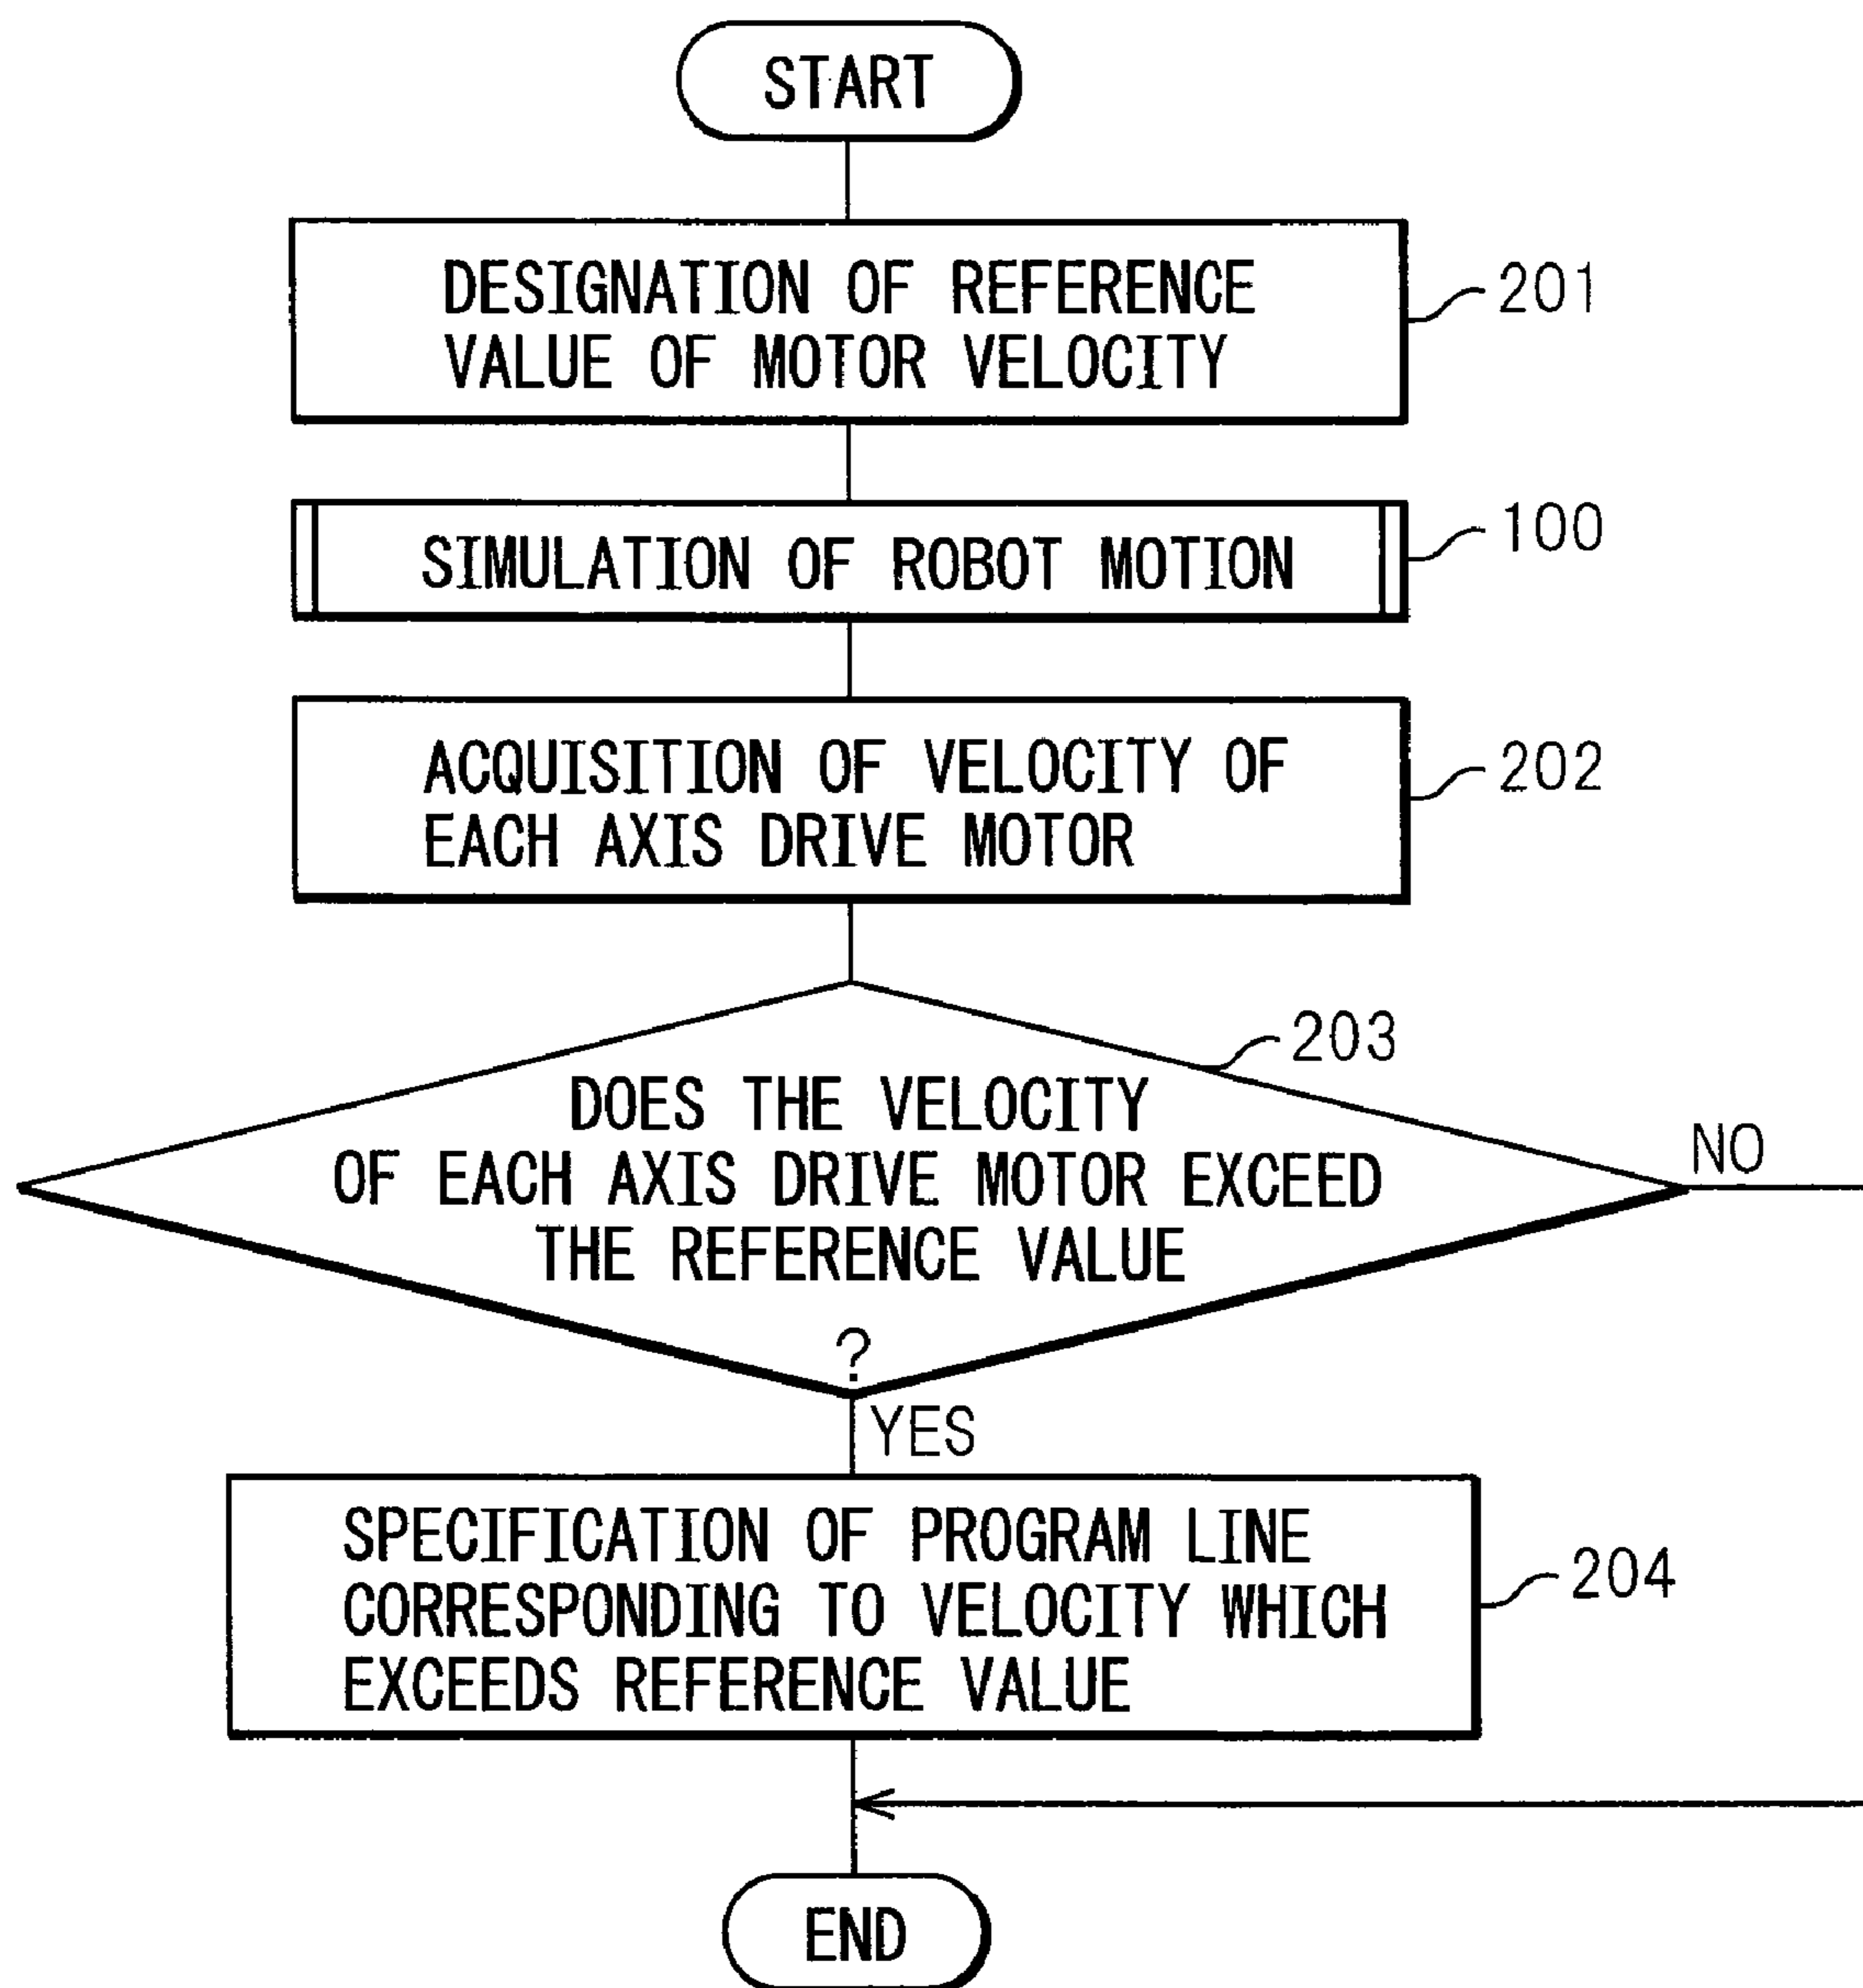 START
DESIGNATION OF REFERENCE
VALUE OF MOTOR VELOCITY
201
SIMULATION OF ROBOT MOTION
100
ACQUISITION OF VELOCITY OF
EACH AXIS DRIVE MOTOR
202
203
DOES THE VELOCITY
OF EACH AXIS DRIVE MOTOR EXCEED
THE REFERENCE VALUE
?
NO
YES
SPECIFICATION OF PROGRAM LINE
CORRESPONDING TO VELOCITY WHICH
EXCEEDS REFERENCE VALUE
204
END